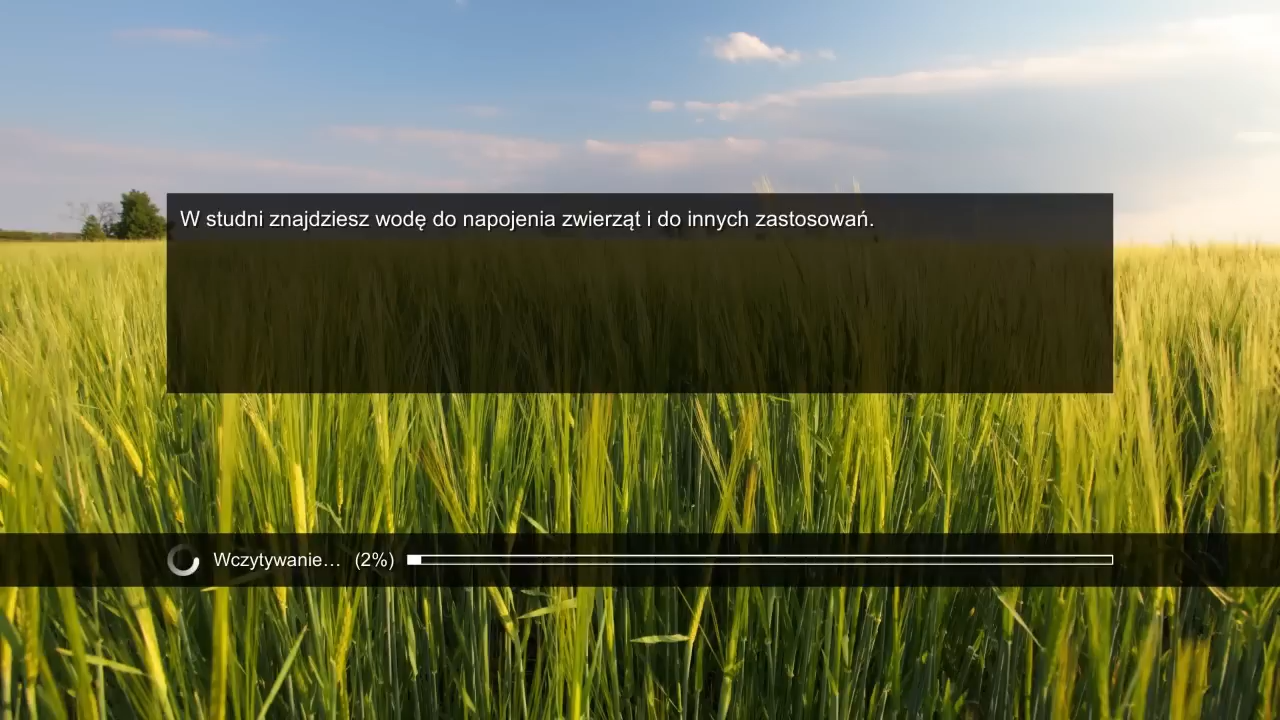 W studni znajdziesz wodę do napojenia zwierząt i do innych zastosowań.
Wczytywanie… (2%)